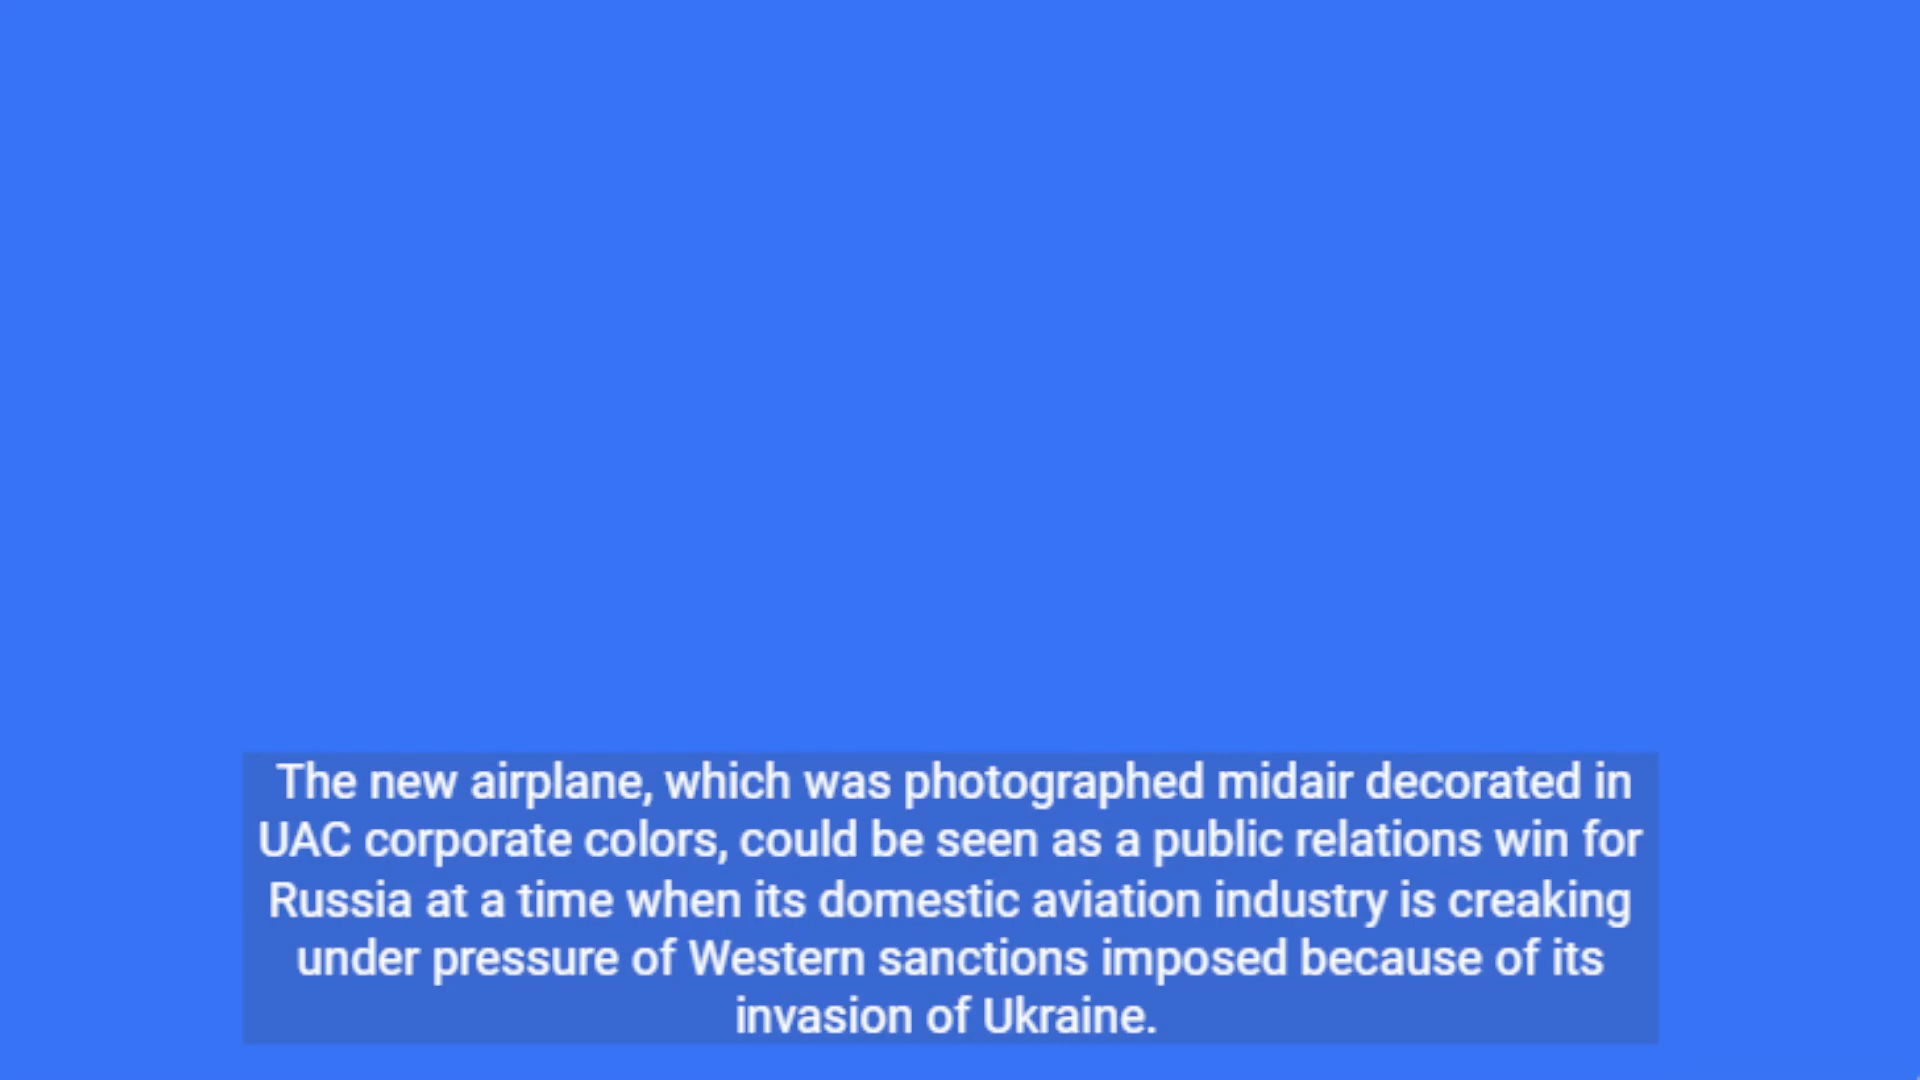 The new airplane, which was photographed midair decorated in
UAC corporate colors, could be seen as a public relations win for
Russia at a time when its domestic aviation industry is creaking
under pressure of Western sanctions imposed because of its
invasion of Ukraine.